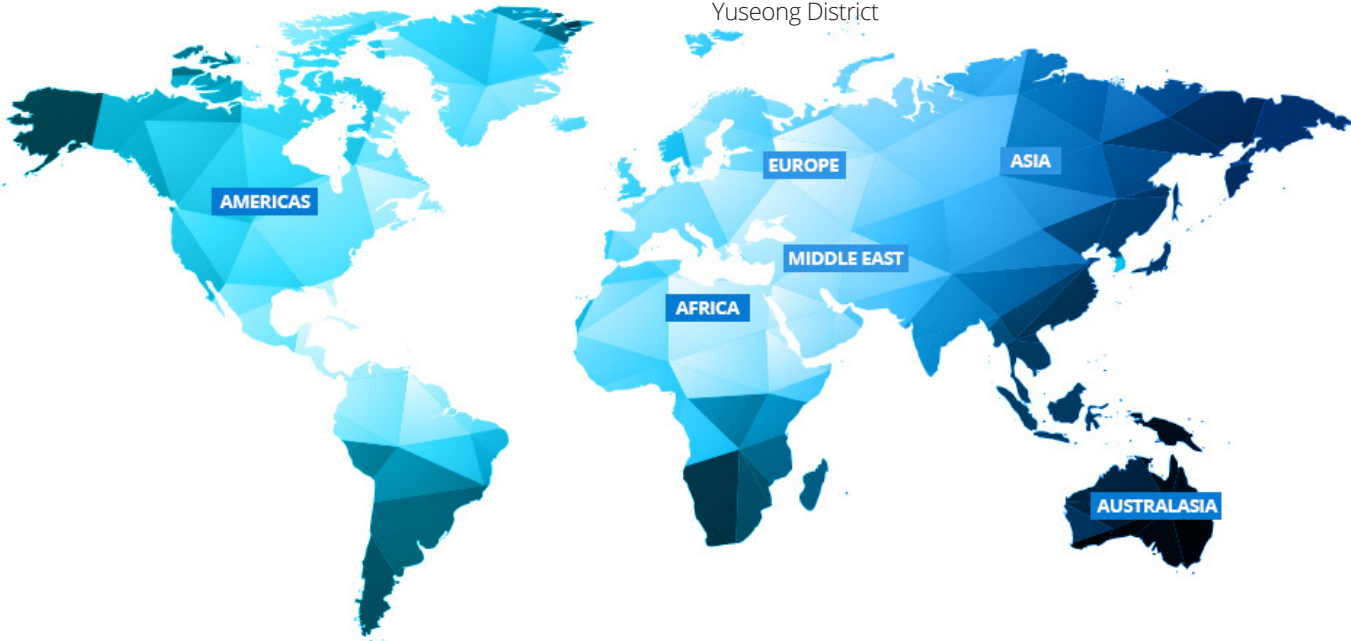 Yuseong District
EUROPE
ASIA
AMERICAS
MIDDLE EAST
AFRICA
AUSTRALASIA